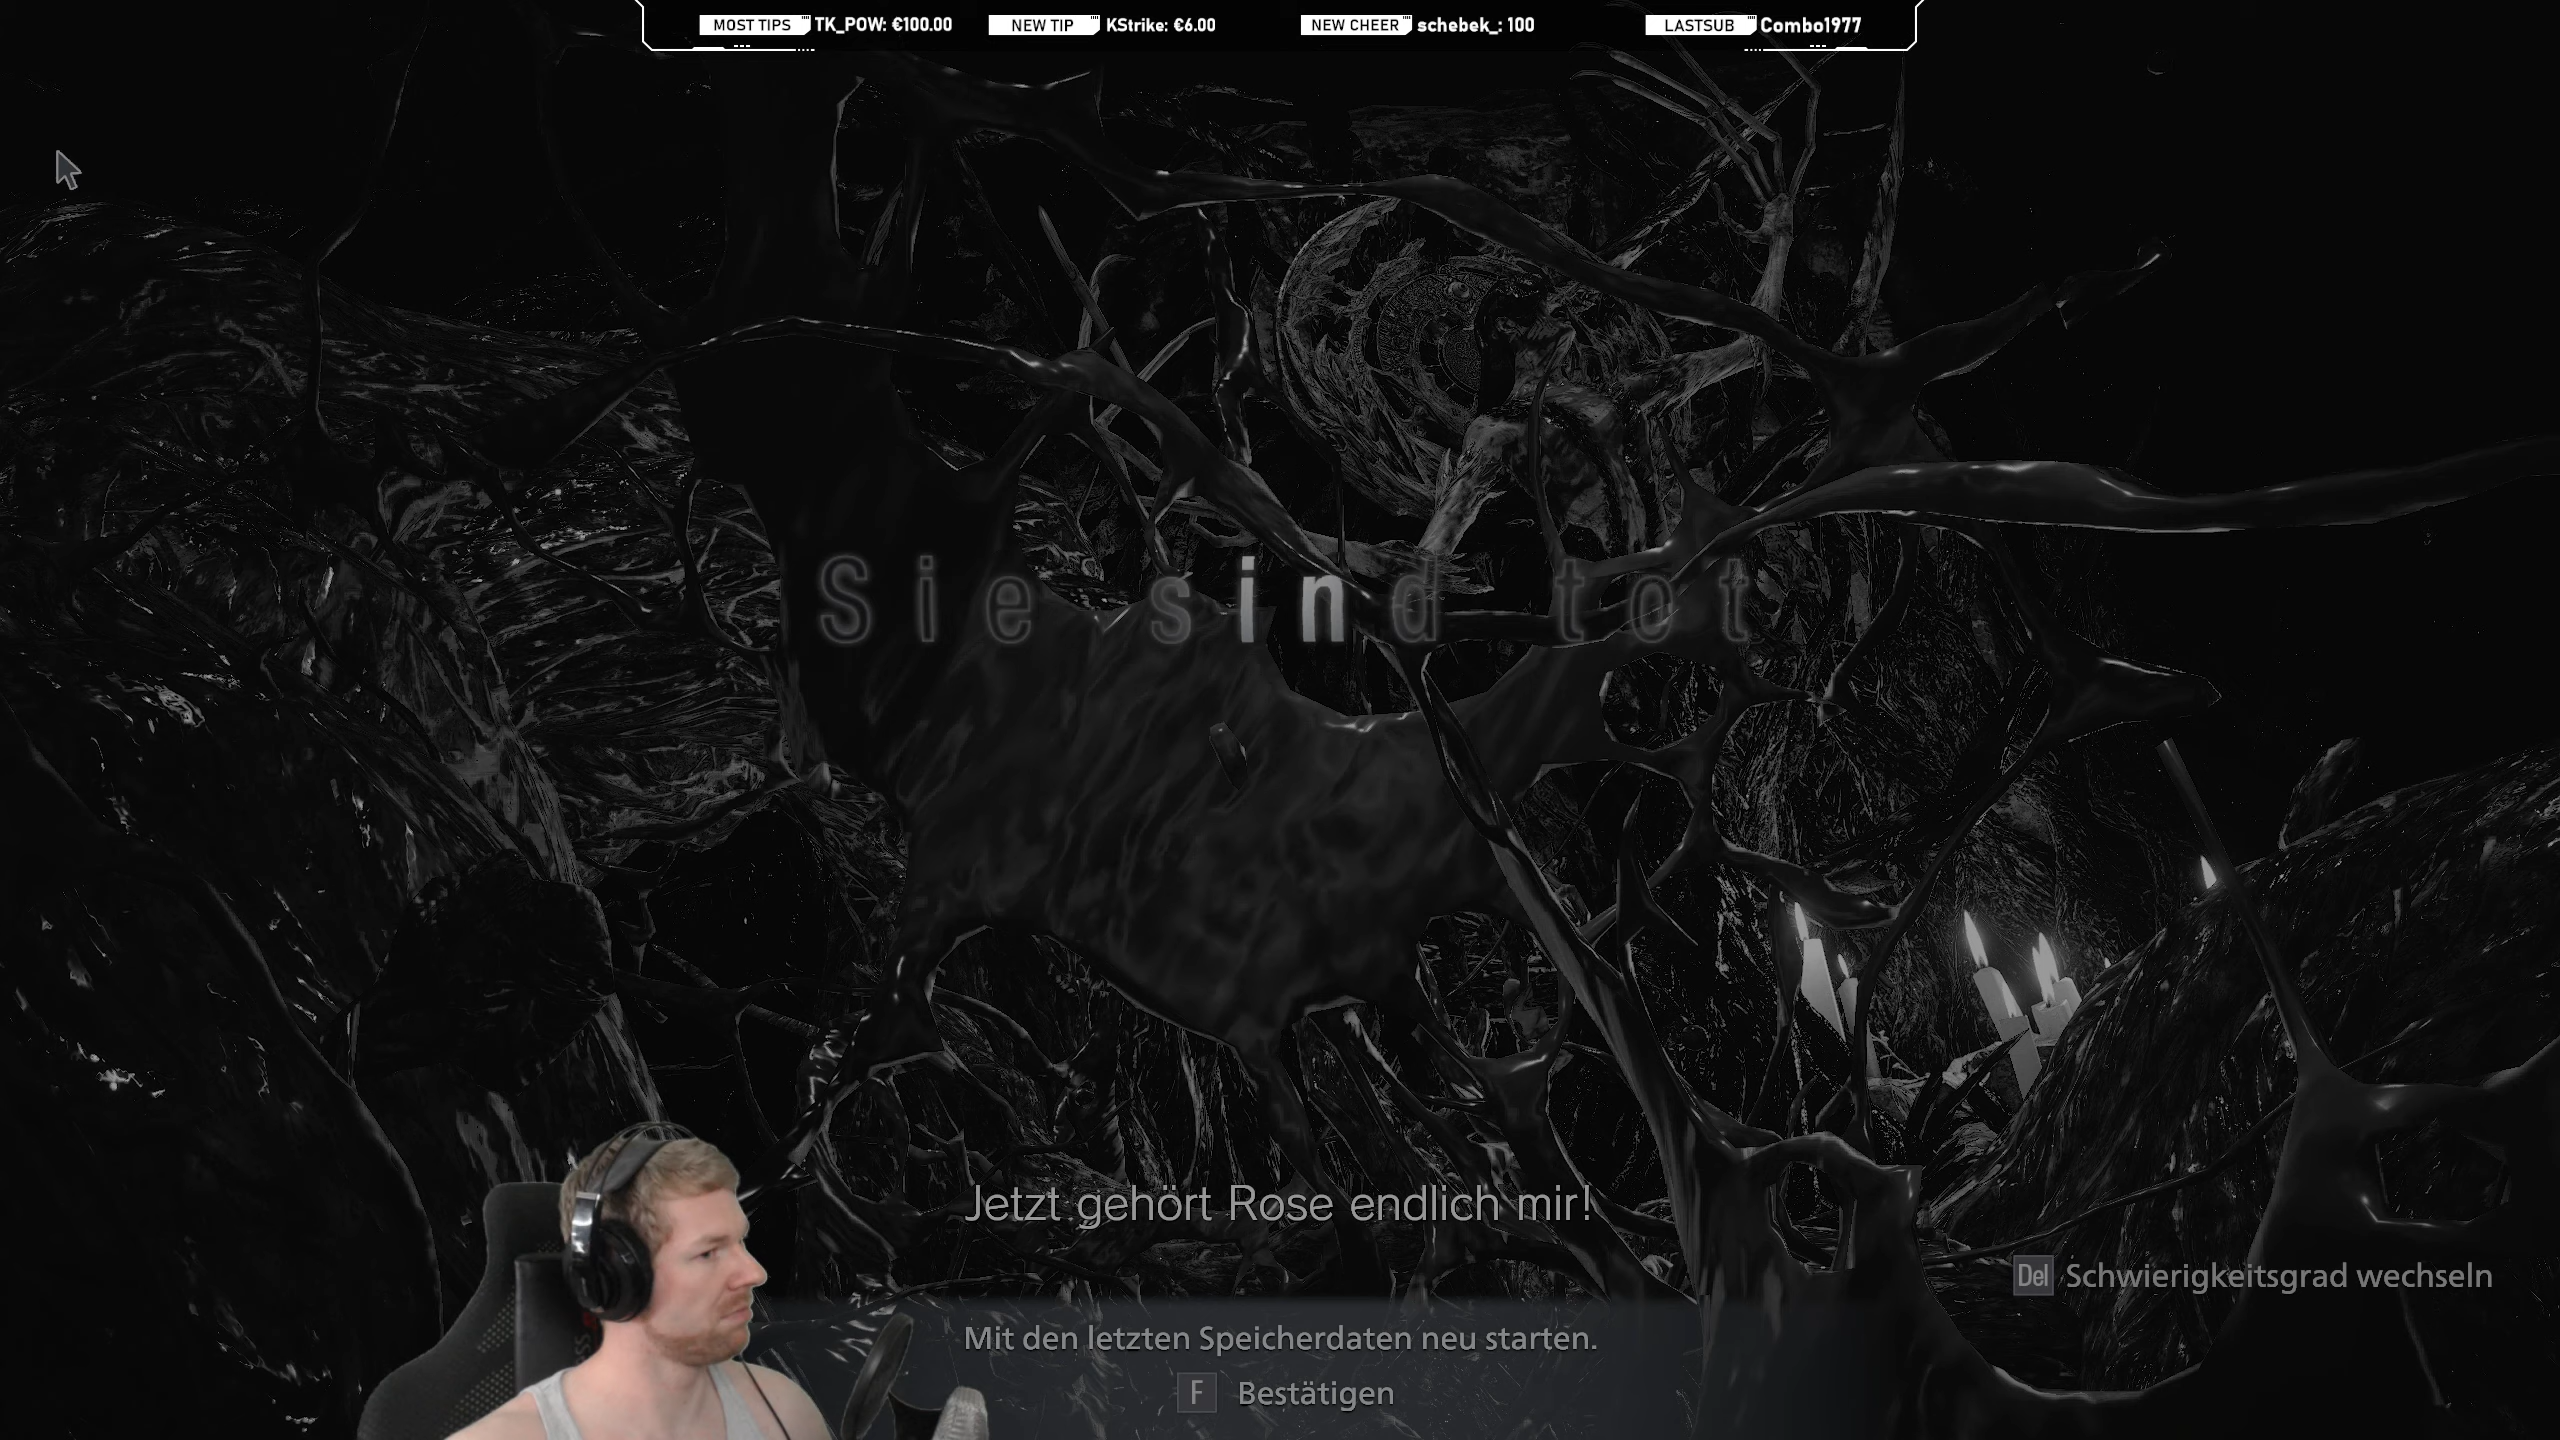 MOST TIPS TK_POW: €100.00 NEW TIP KStrike: €6.00 NEW CHEER schebek_: 100 LASTSUB Combo1977
Sie sind tot
Jetzt gehört Rose endlich mir!
Del Schwierigkeitsgrad wechseln
Mit den letzten Speicherdaten neu starten.
F Bestätigen